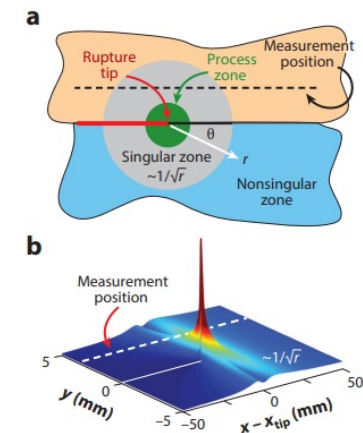 a
Measurement
position
Rupture
tip
Process
zone
θ
r
Singular zone
~1/√r
Nonsingular
zone
b
Measurement
position
~1/√r
5
0
−5
y (mm)
−50
0
50
x − xtip (mm)